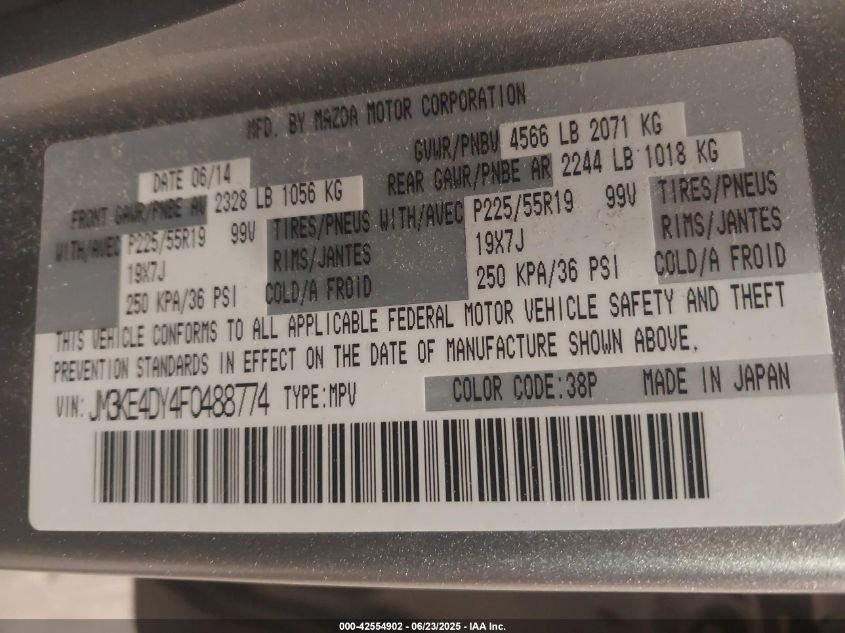 MFD. BY MAZDA MOTOR CORPORATION
DATE 06/14 GVWR/PNBV 4566 LB 2071 KG
FRONT GAWR/PNBE AV 2328 LB 1056 KG REAR GAWR/PNBE AR 2244 LB 1018 KG
WITH/AVEC P225/55R19 99V TIRES/PNEUS WITH/AVEC P225/55R19 99V TIRES/PNEUS
19X7J RIMS/JANTES 19X7J RIMS/JANTES
250 KPA/36 PSI COLD/A FROID 250 KPA/36 PSI COLD/A FROID
THIS VEHICLE CONFORMS TO ALL APPLICABLE FEDERAL MOTOR VEHICLE SAFETY AND THEFT
PREVENTION STANDARDS IN EFFECT ON THE DATE OF MANUFACTURE SHOWN ABOVE.
VIN: JM3KE4DY4F0488774 TYPE:MPV COLOR CODE:38P MADE IN JAPAN
000-42554902 - 06/23/2025 - IAA Inc.